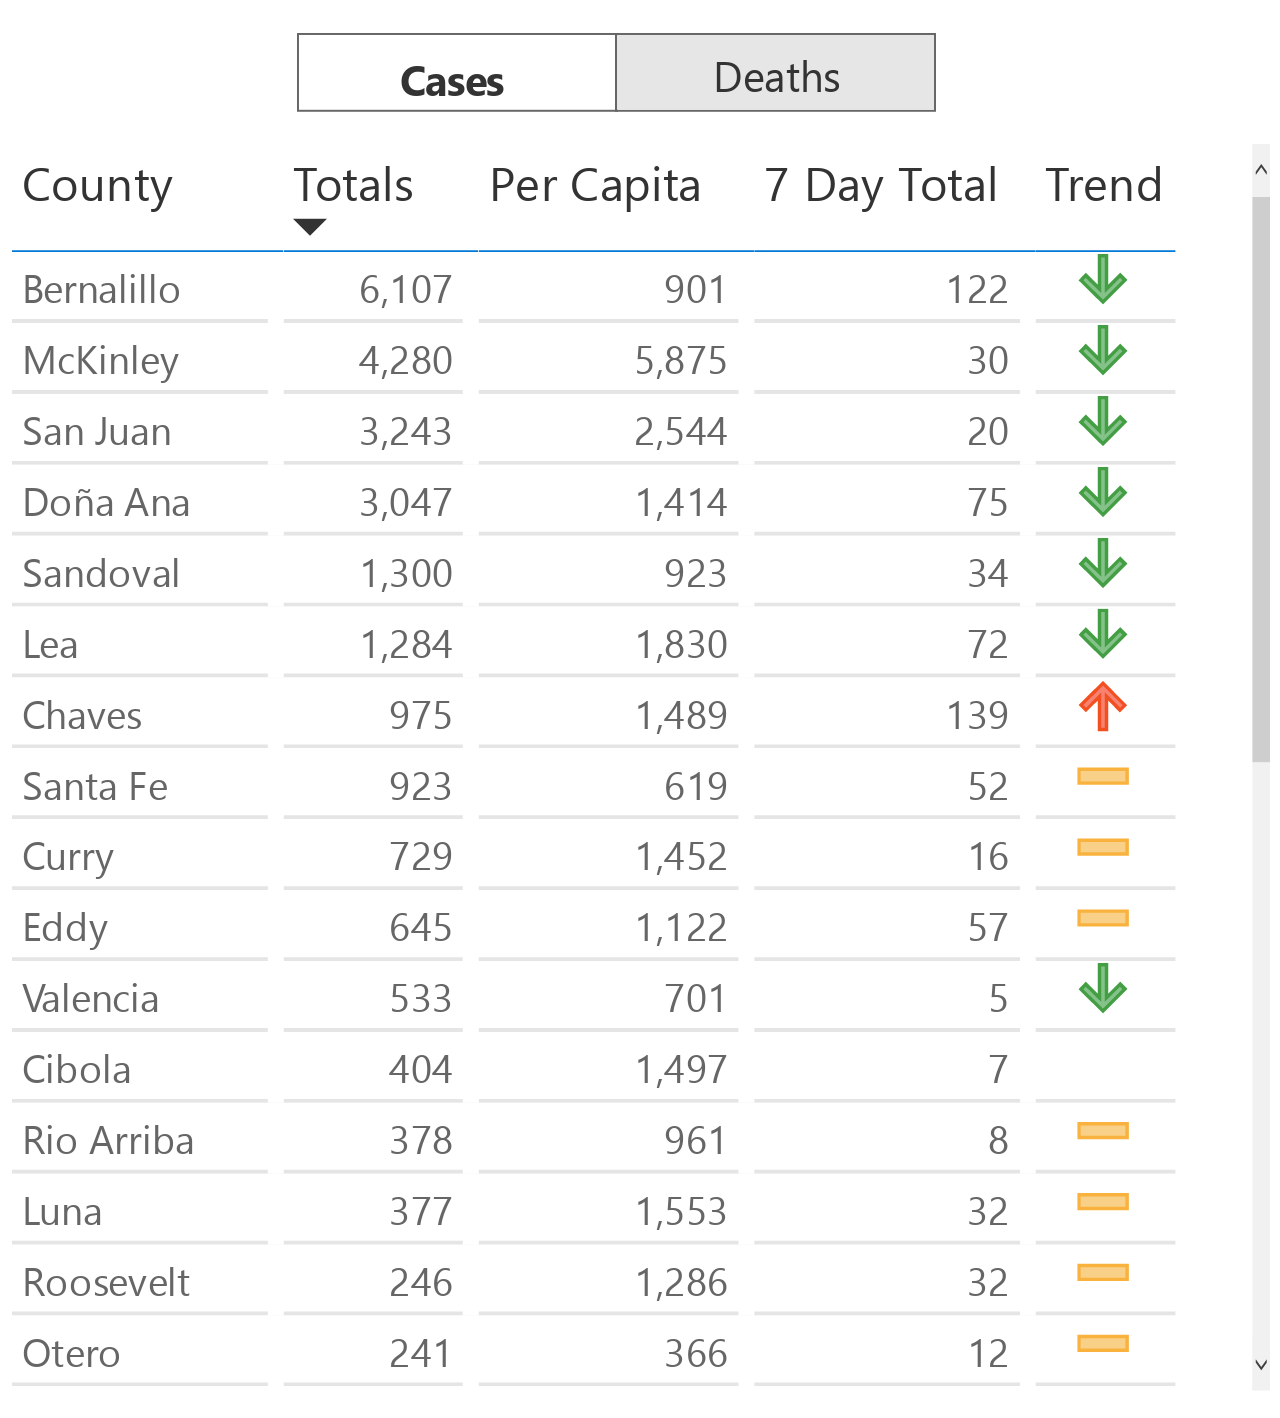 Cases Deaths
County Totals Per Capita 7 Day Total Trend
Bernalillo 6,107 901 122
McKinley 4,280 5,875 30
San Juan 3,243 2,544 20
Doña Ana 3,047 1,414 75
Sandoval 1,300 923 34
Lea 1,284 1,830 72
Chaves 975 1,489 139
Santa Fe 923 619 52
Curry 729 1,452 16
Eddy 645 1,122 57
Valencia 533 701 5
Cibola 404 1,497 7
Rio Arriba 378 961 8
Luna 377 1,553 32
Roosevelt 246 1,286 32
Otero 241 366 12